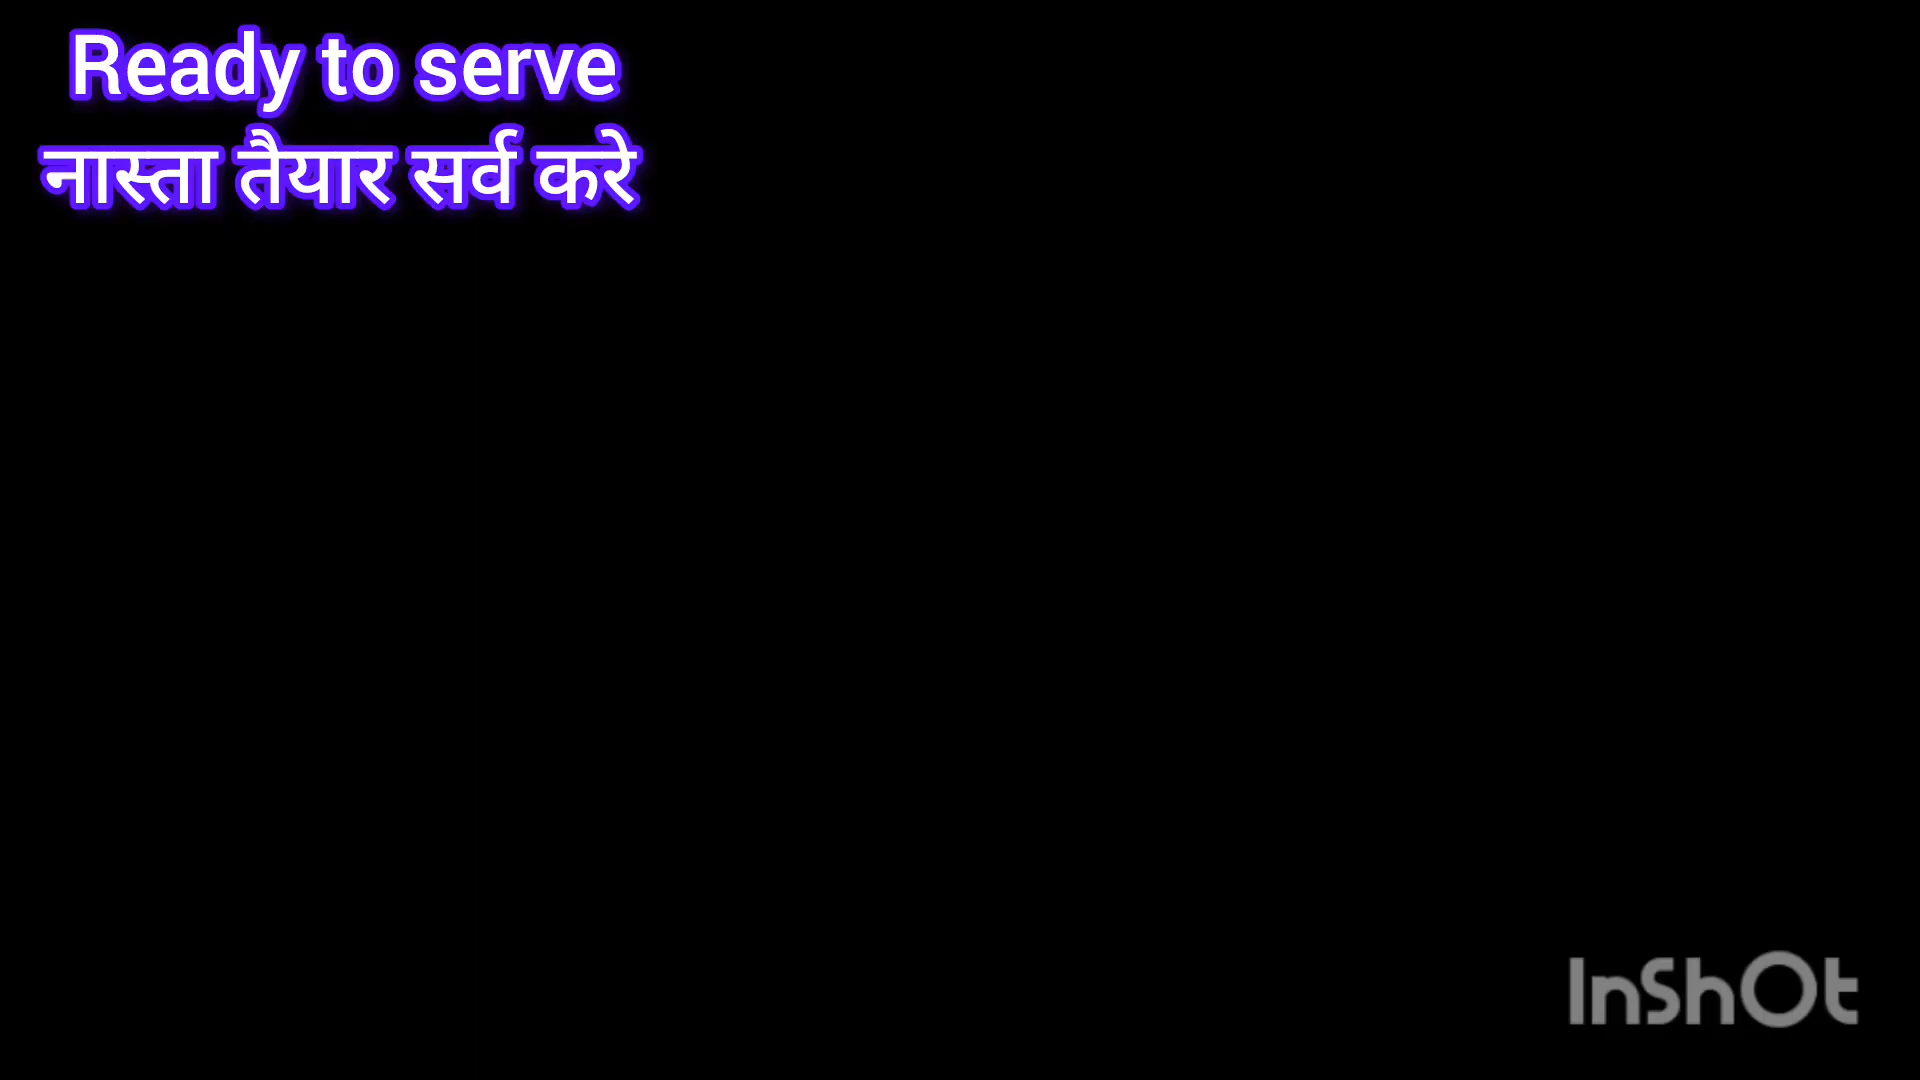 Ready to serve
नास्ता तैयार सर्व करे
InShOt